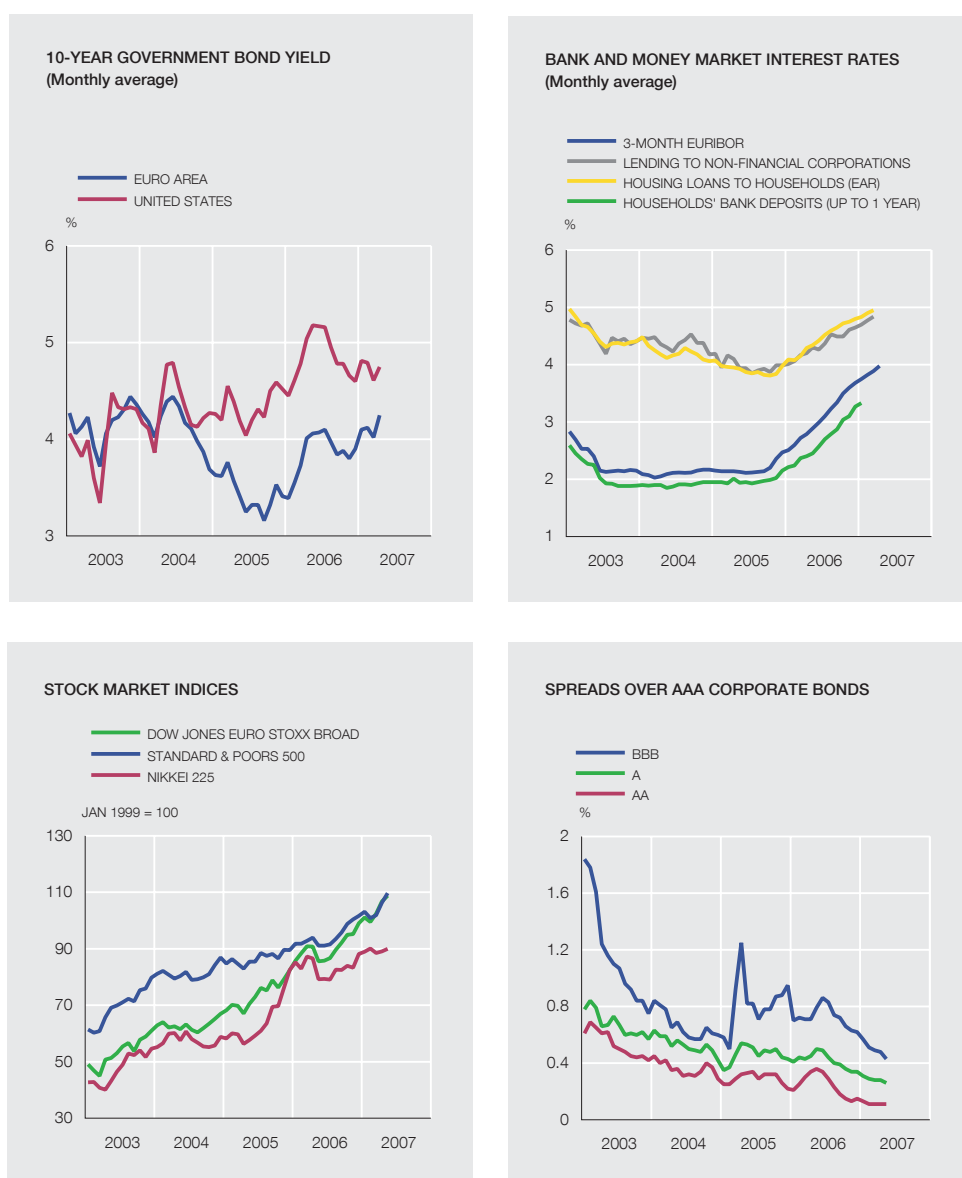 10-YEAR GOVERNMENT BOND YIELD
(Monthly average)
EURO AREA
UNITED STATES
%
6
5
4
3
2003 2004 2005 2006 2007
BANK AND MONEY MARKET INTEREST RATES
(Monthly average)
3-MONTH EURIBOR
LENDING TO NON-FINANCIAL CORPORATIONS
HOUSING LOANS TO HOUSEHOLDS (EAR)
HOUSEHOLDS' BANK DEPOSITS (UP TO 1 YEAR)
%
6
5
4
3
2
1
2003 2004 2005 2006 2007
STOCK MARKET INDICES
DOW JONES EURO STOXX BROAD
STANDARD & POORS 500
NIKKEI 225
JAN 1999 = 100
130
110
90
70
50
30
2003 2004 2005 2006 2007
SPREADS OVER AAA CORPORATE BONDS
BBB
A
AA
%
2
1.6
1.2
0.8
0.4
0
2003 2004 2005 2006 2007